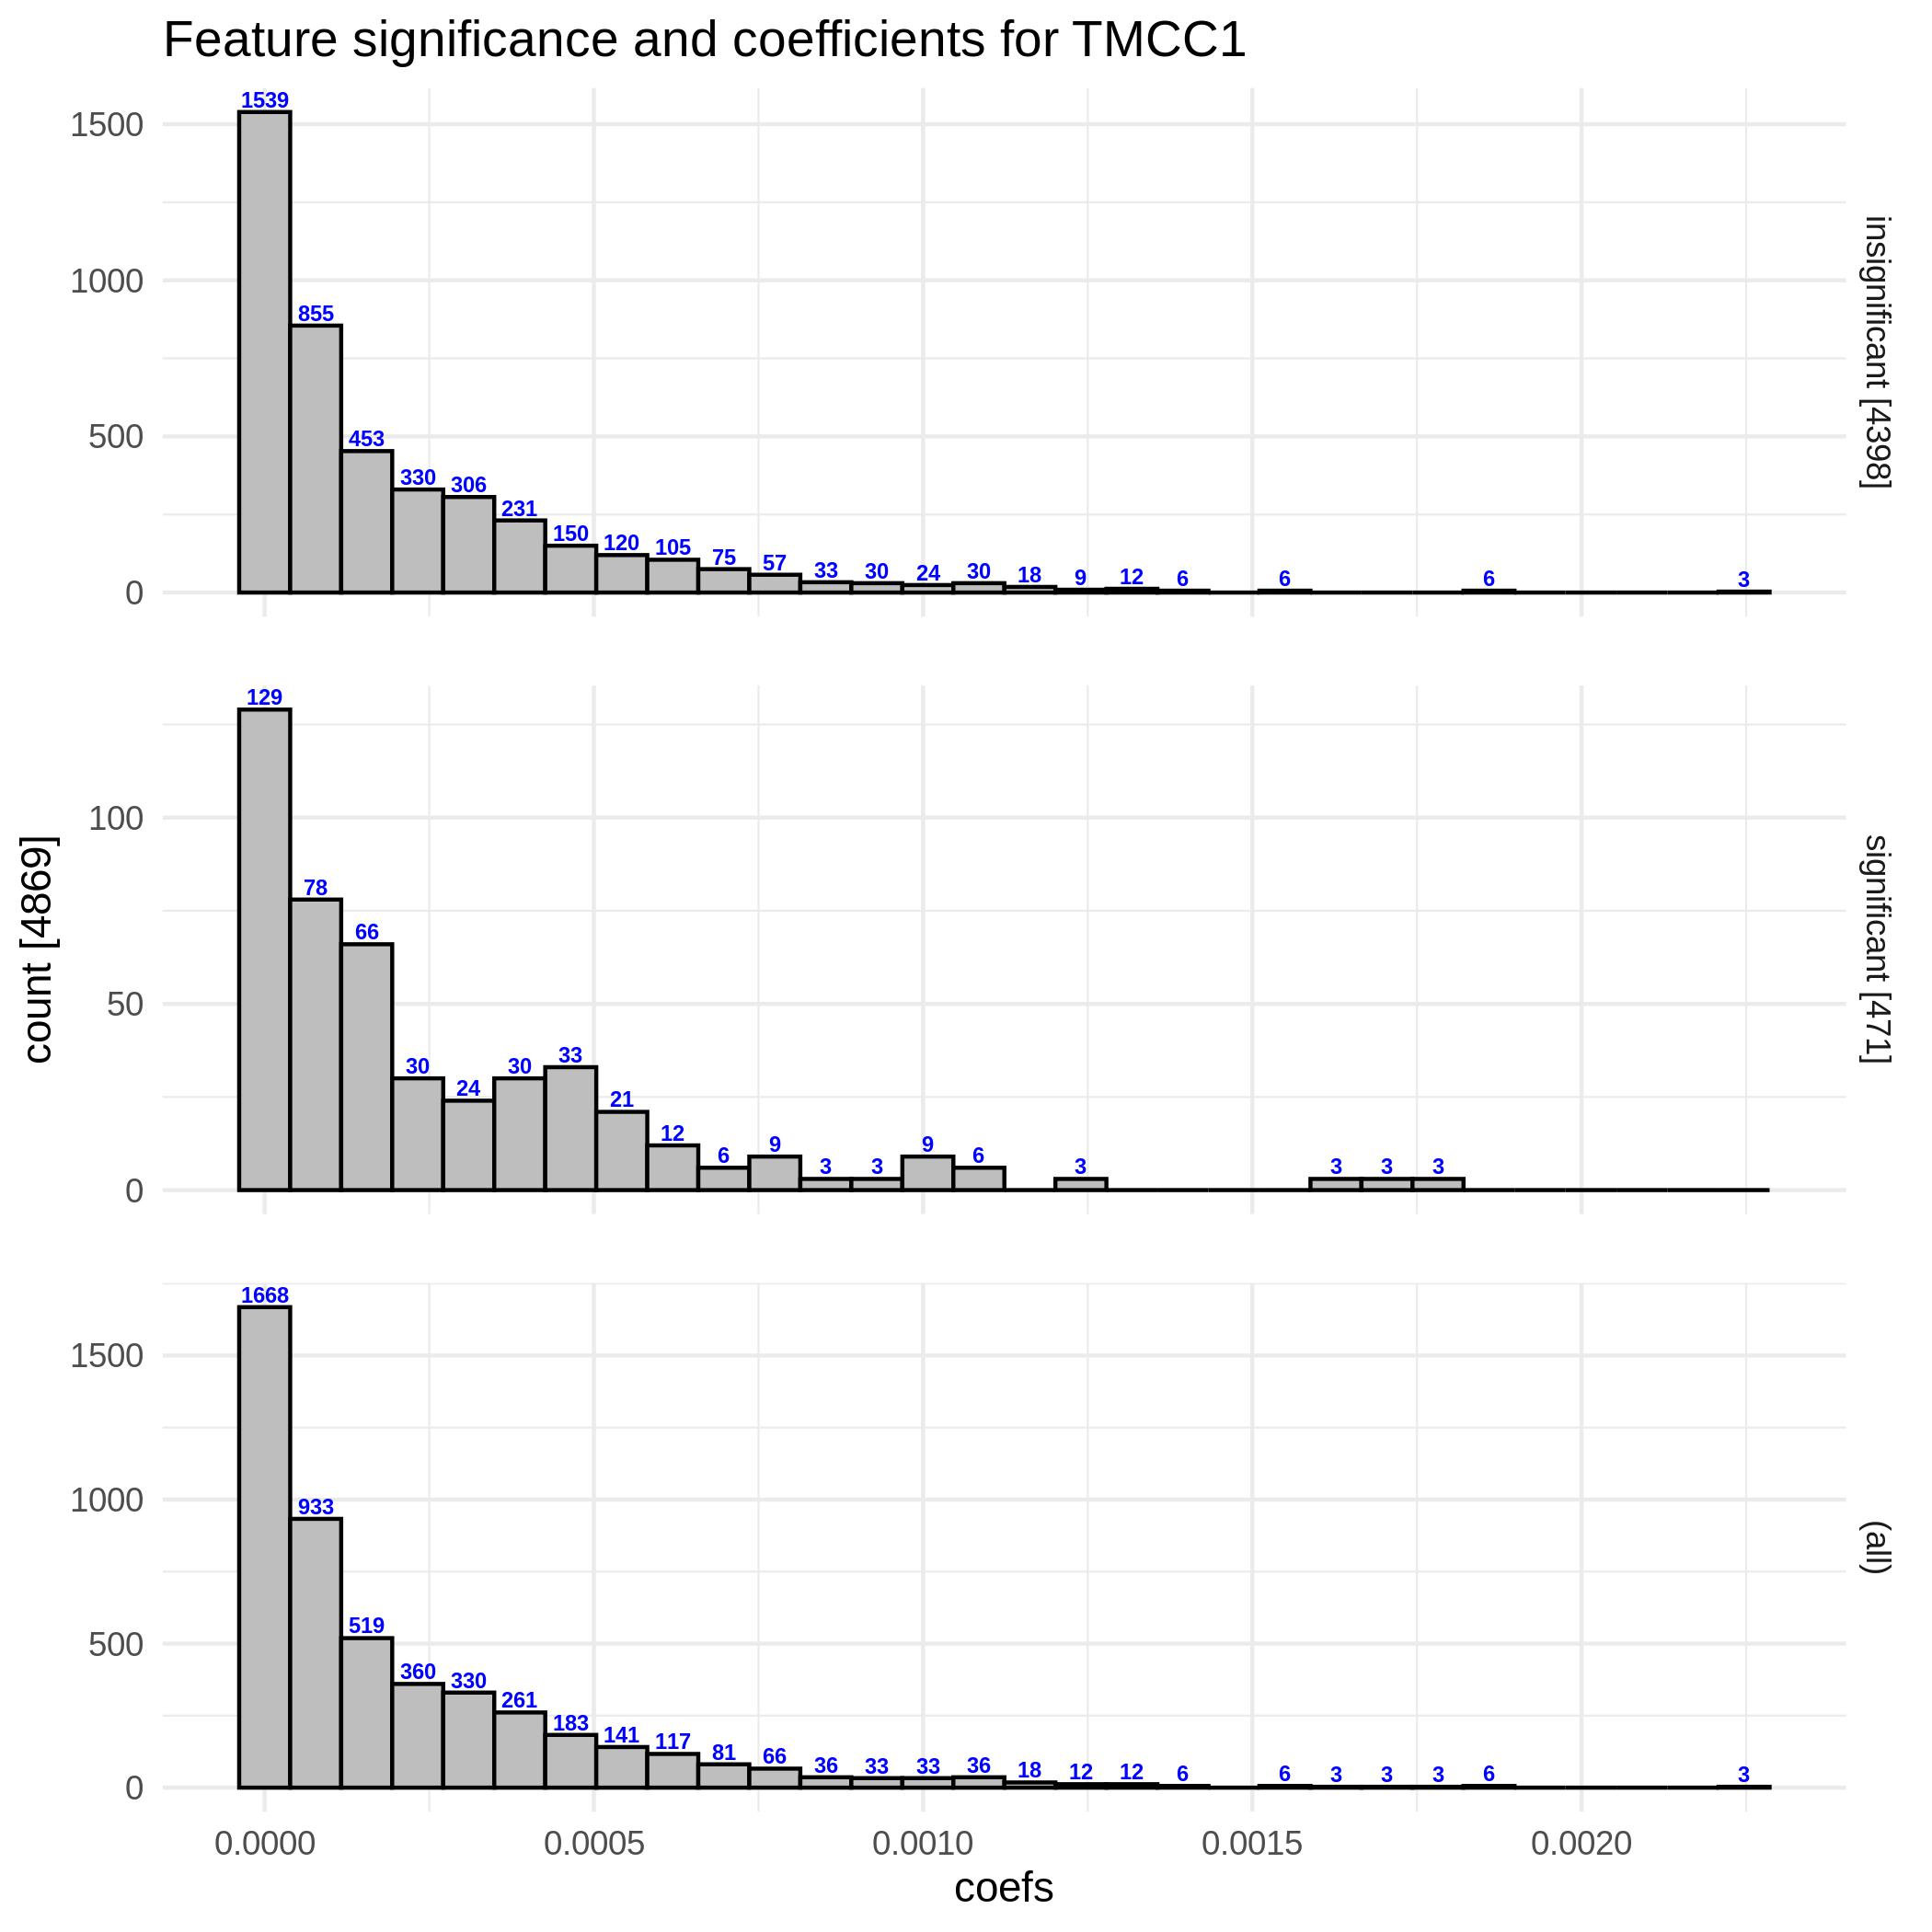 Feature significance and coefficients for TMCC1
1539
1500
855
1000
453
500
330 306
231
150 120 105
75 57 33 30 24 30 18 9 12 6 6 6 3
0
insignificant [4398]
129
100
78
66
50
30 24 30 33
21
12
6 9 3 3 9 6 3 3 3 3
0
significant [471]
count [4869]
1668
1500
933
1000
519
500
360 330
261
183 141 117
81 66 36 33 33 36 18 12 12 6 6 3 3 3 6 3
0
(all)
0.0000 0.0005 0.0010 0.0015 0.0020
coefs